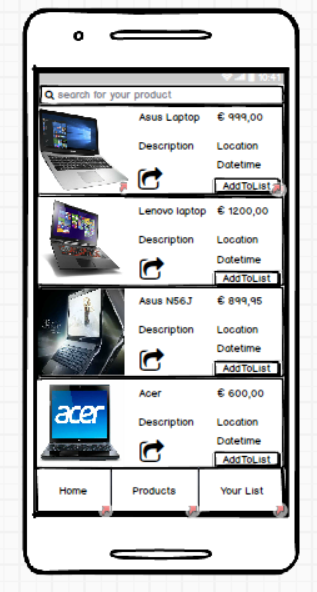 10:41
search for your product
Asus Laptop € 999,00
Description Location
Datetime
AddToList
Lenovo laptop € 1200,00
Description Location
Datetime
AddToList
Asus N56J € 899,95
Description Location
Datetime
AddToList
acer
Acer € 600,00
Description Location
Datetime
AddToList
Home Products Your List